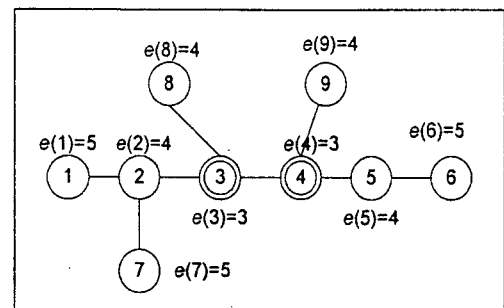 e(8)=4
e(9)=4
8
9
e(1)=5 e(2)=4 e(4)=3 e(6)=5
1 2 3 4 5 6
e(3)=3 e(5)=4
7 e(7)=5